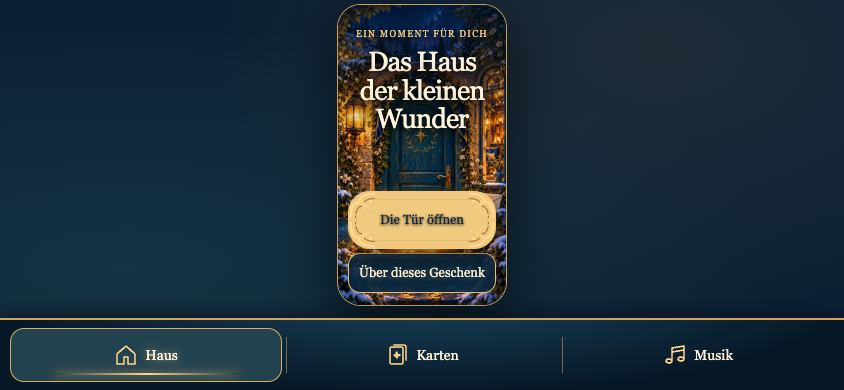 EIN MOMENT FÜR DICH
Das Haus
der kleinen
Wunder
Die Tür öffnen
Über dieses Geschenk
Haus
Karten
Musik